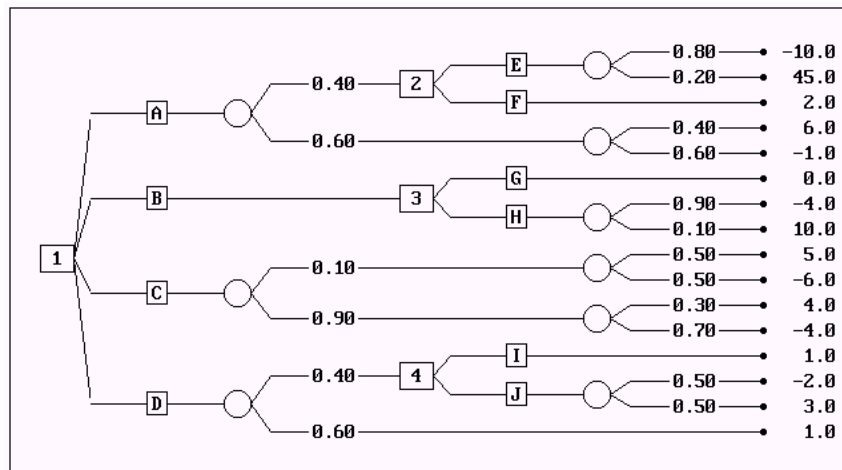 E 0.80 -10.0
0.40 2 0.20 45.0
F 2.0
A 0.40 6.0
0.60 0.60 -1.0
G 0.0
B 3 0.90 -4.0
H 0.10 10.0
1 0.50 5.0
0.10 0.50 -6.0
C 0.30 4.0
0.90 0.70 -4.0
I 1.0
0.40 4 0.50 -2.0
D J 0.50 3.0
0.60 1.0